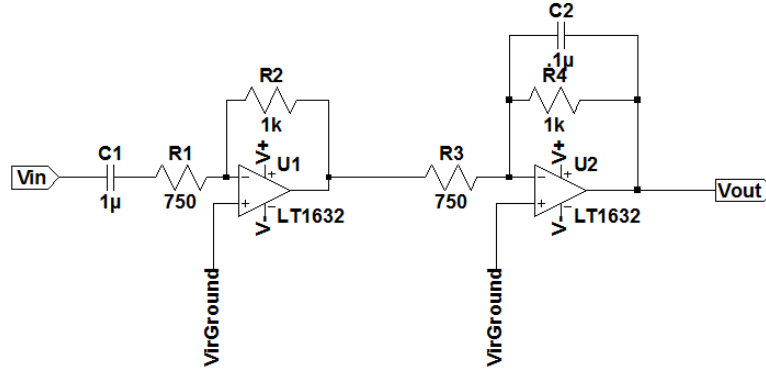 C2
.1µ
R4
1k
R2
1k
C1
1µ
R1
750
V+
U1
LT1632
V-
R3
750
V+
U2
LT1632
V-
Vin
Vout
VirGround
VirGround